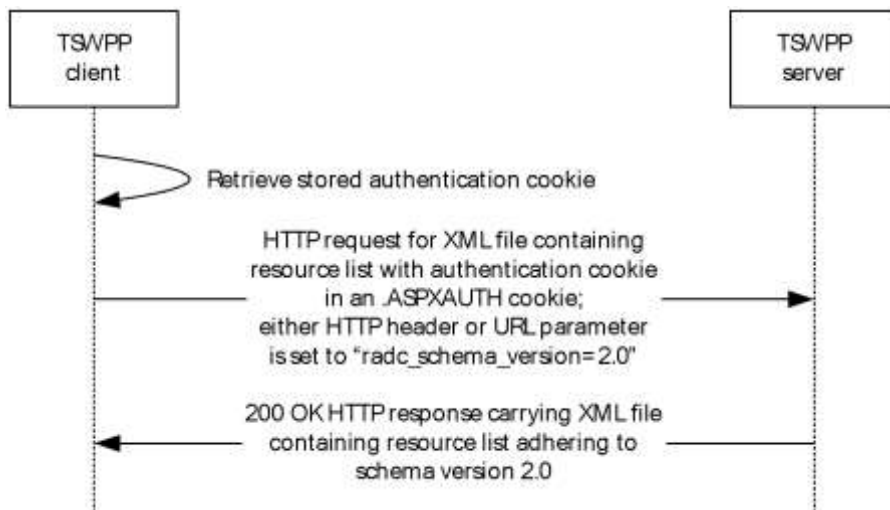 TSWPP
client
TSWPP
server
Retrieve stored authentication cookie
HTTP request for XML file containing
resource list with authentication cookie
in an .ASPXAUTH cookie;
either HTTP header or URL parameter
is set to “radc_schema_version=2.0”
200 OK HTTP response carrying XML file
containing resource list adhering to
schema version 2.0